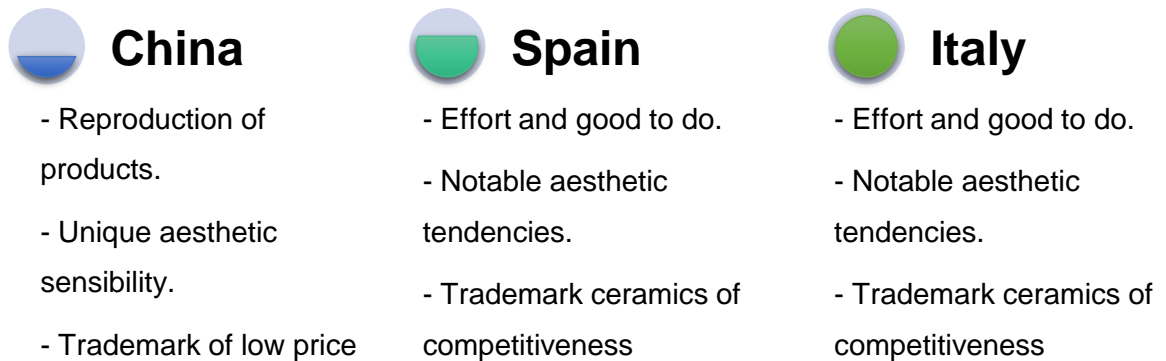 China
- Reproduction of
products.
- Unique aesthetic
sensibility.
- Trademark of low price
Spain
- Effort and good to do.
- Notable aesthetic
tendencies.
- Trademark ceramics of
competitiveness
Italy
- Effort and good to do.
- Notable aesthetic
tendencies.
- Trademark ceramics of
competitiveness